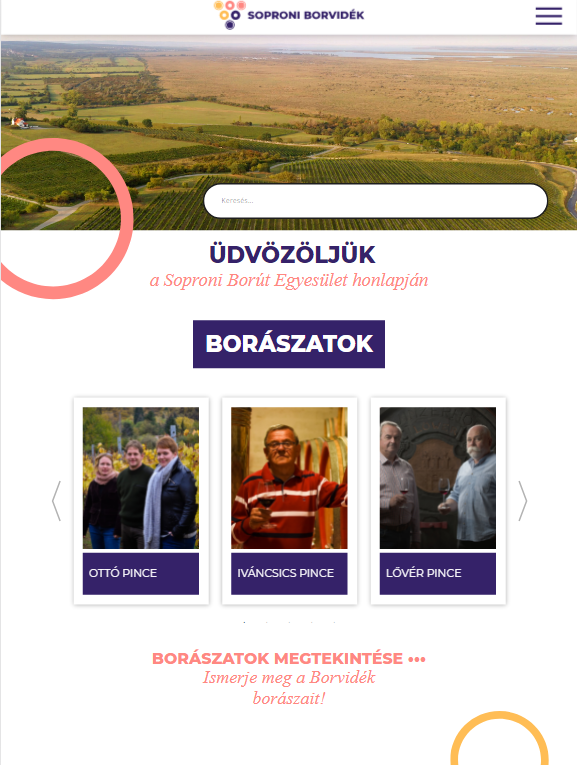 SOPRONI BORVIDÉK
Keresés...
ÜDVÖZÖLJÜK
a Soproni Borút Egyesület honlapján
BORÁSZATOK
OTTÓ PINCE
IVÁNCSICS PINCE
LŐVÉR PINCE
BORÁSZATOK MEGTEKINTÉSE •••
Ismerje meg a Borvidék
borászait!